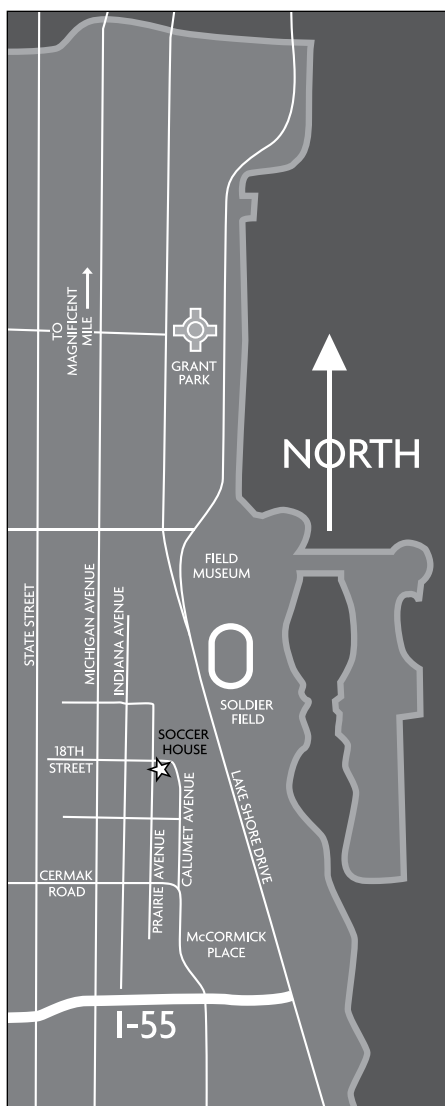 TO
MAGNIFICENT
MILE
GRANT
PARK
NORTH
FIELD
MUSEUM
STATE STREET
MICHIGAN AVENUE
INDIANA AVENUE
SOLDIER
FIELD
SOCCER
HOUSE
18TH
STREET
LAKE SHORE DRIVE
CALUMET AVENUE
PRAIRIE AVENUE
CERMAK
ROAD
McCORMICK
PLACE
I-55